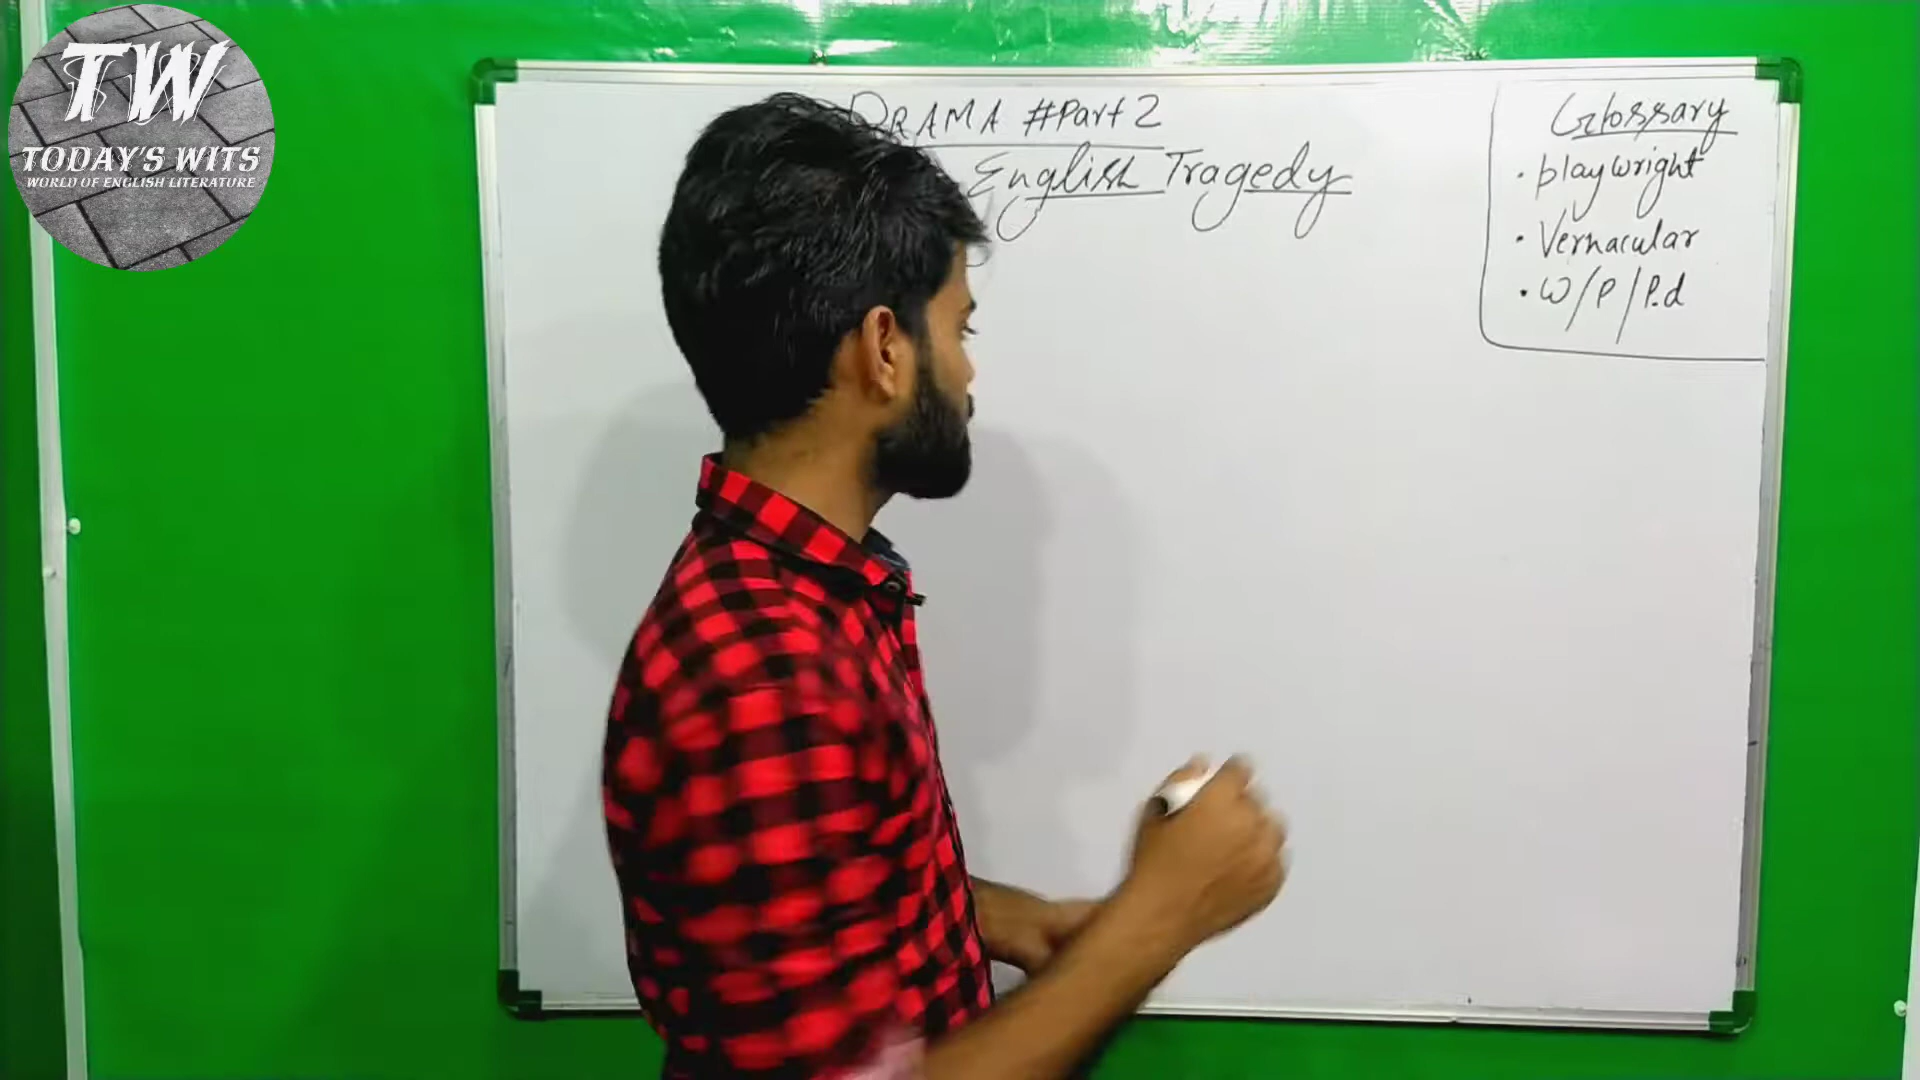 TW
TODAY'S WITS
WORLD OF ENGLISH LITERATURE
DRAMA #Part 2
English Tragedy
Glossary
• playwright
• Vernacular
• W/P/P.d